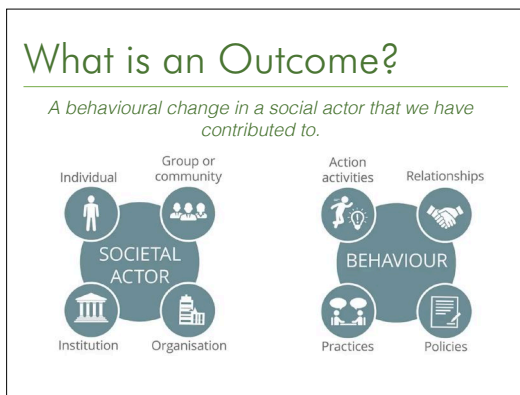 What is an Outcome?
A behavioural change in a social actor that we have
contributed to.
Individual
Group or
community
SOCIETAL
ACTOR
Institution
Organisation
Action
activities
Relationships
BEHAVIOUR
Practices
Policies